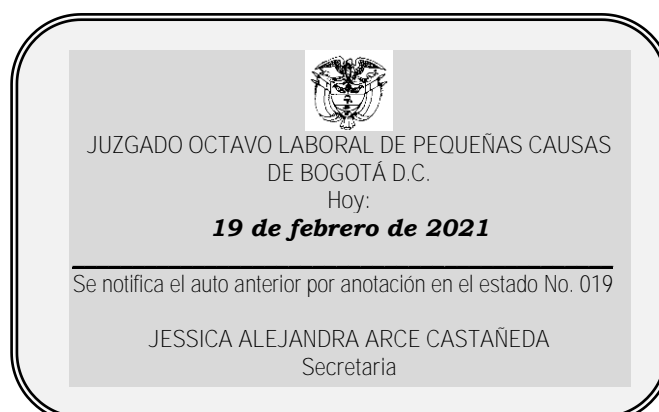 JUZGADO OCTAVO LABORAL DE PEQUEÑAS CAUSAS
DE BOGOTÁ D.C.
Hoy:
19 de febrero de 2021
Se notifica el auto anterior por anotación en el estado No. 019
JESSICA ALEJANDRA ARCE CASTAÑEDA
Secretaria